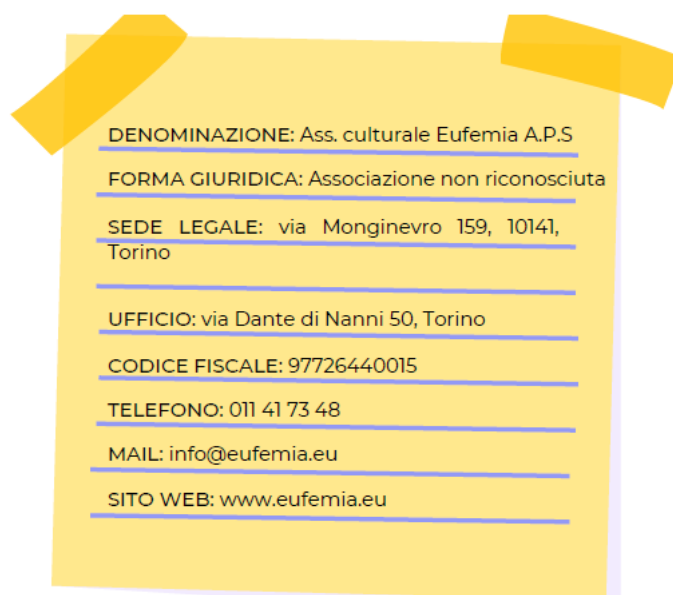 DENOMINAZIONE: Ass. culturale Eufemia A.P.S
FORMA GIURIDICA: Associazione non riconosciuta
SEDE LEGALE: via Monginevro 159, 10141,
Torino
UFFICIO: via Dante di Nanni 50, Torino
CODICE FISCALE: 97726440015
TELEFONO: 011 41 73 48
MAIL: info@eufemia.eu
SITO WEB: www.eufemia.eu